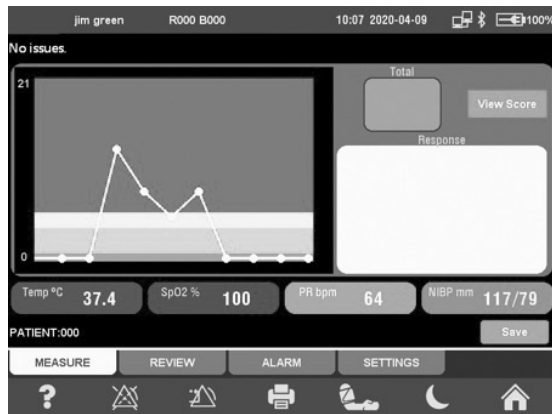 jim green R000 B000 10:07 2020-04-09 100%
No issues.
21
0
Total
View Score
Response
Temp ºC 37.4 SpO2 % 100 PR bpm 64 NIBP mm 117/79
PATIENT:000
Save
MEASURE REVIEW ALARM SETTINGS
?